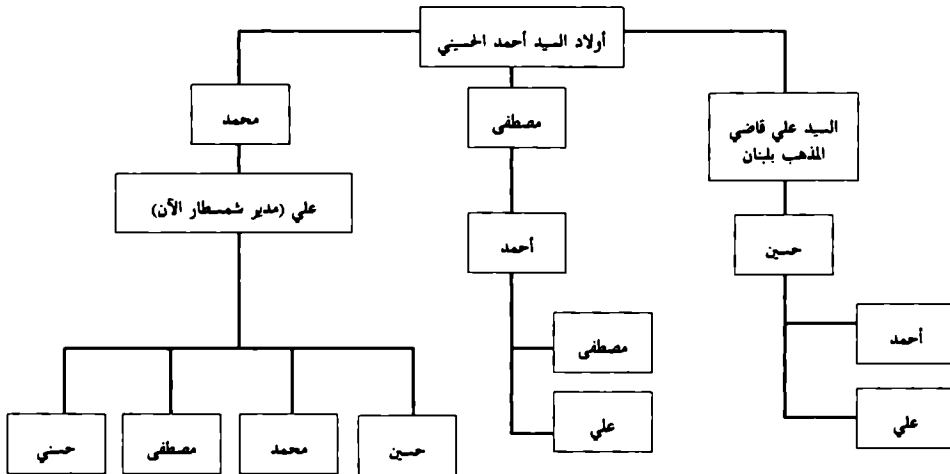 أولاد السيد أحمد الحسيني
السيد علي قاضي
المذهب بلبنان
مصطفى
محمد
حسين
أحمد
علي (مدير شمسطار الآن)
أحمد
علي
مصطفى
علي
حسين
محمد
مصطفى
حسني